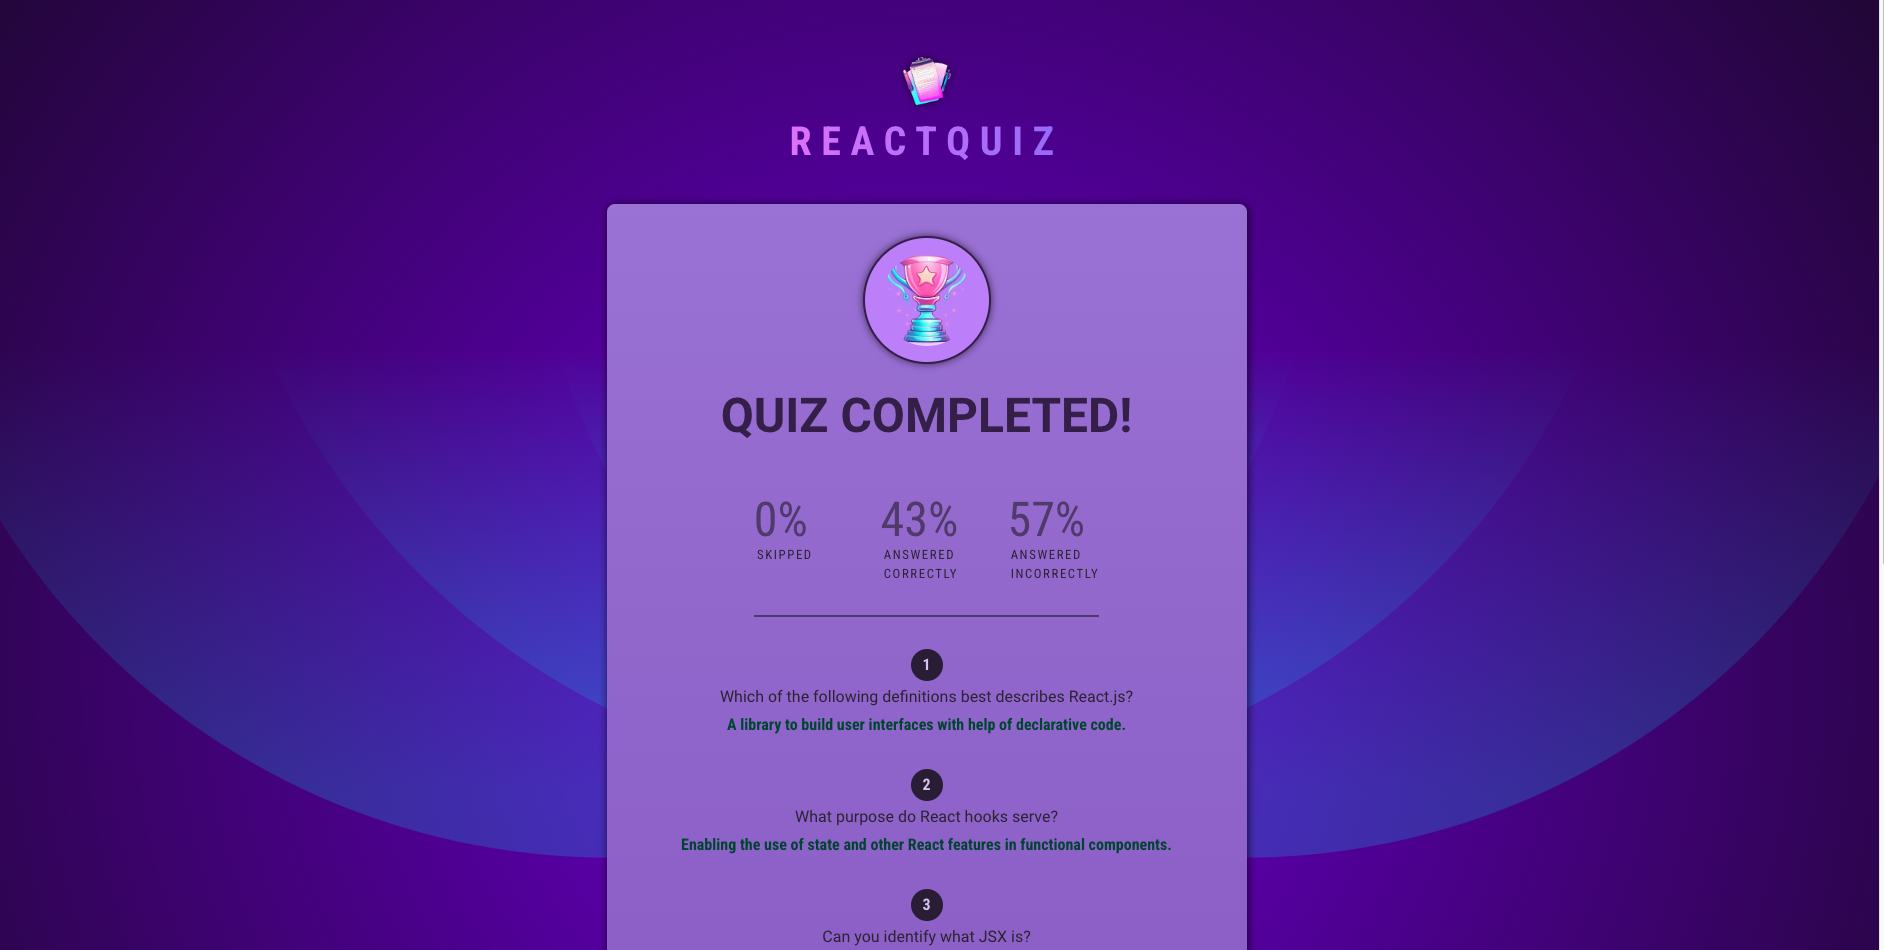 REACTQUIZ
QUIZ COMPLETED!
0% 43% 57%
SKIPPED ANSWERED ANSWERED
CORRECTLY INCORRECTLY
1
Which of the following definitions best describes React.js?
A library to build user interfaces with help of declarative code.
2
What purpose do React hooks serve?
Enabling the use of state and other React features in functional components.
3
Can you identify what JSX is?